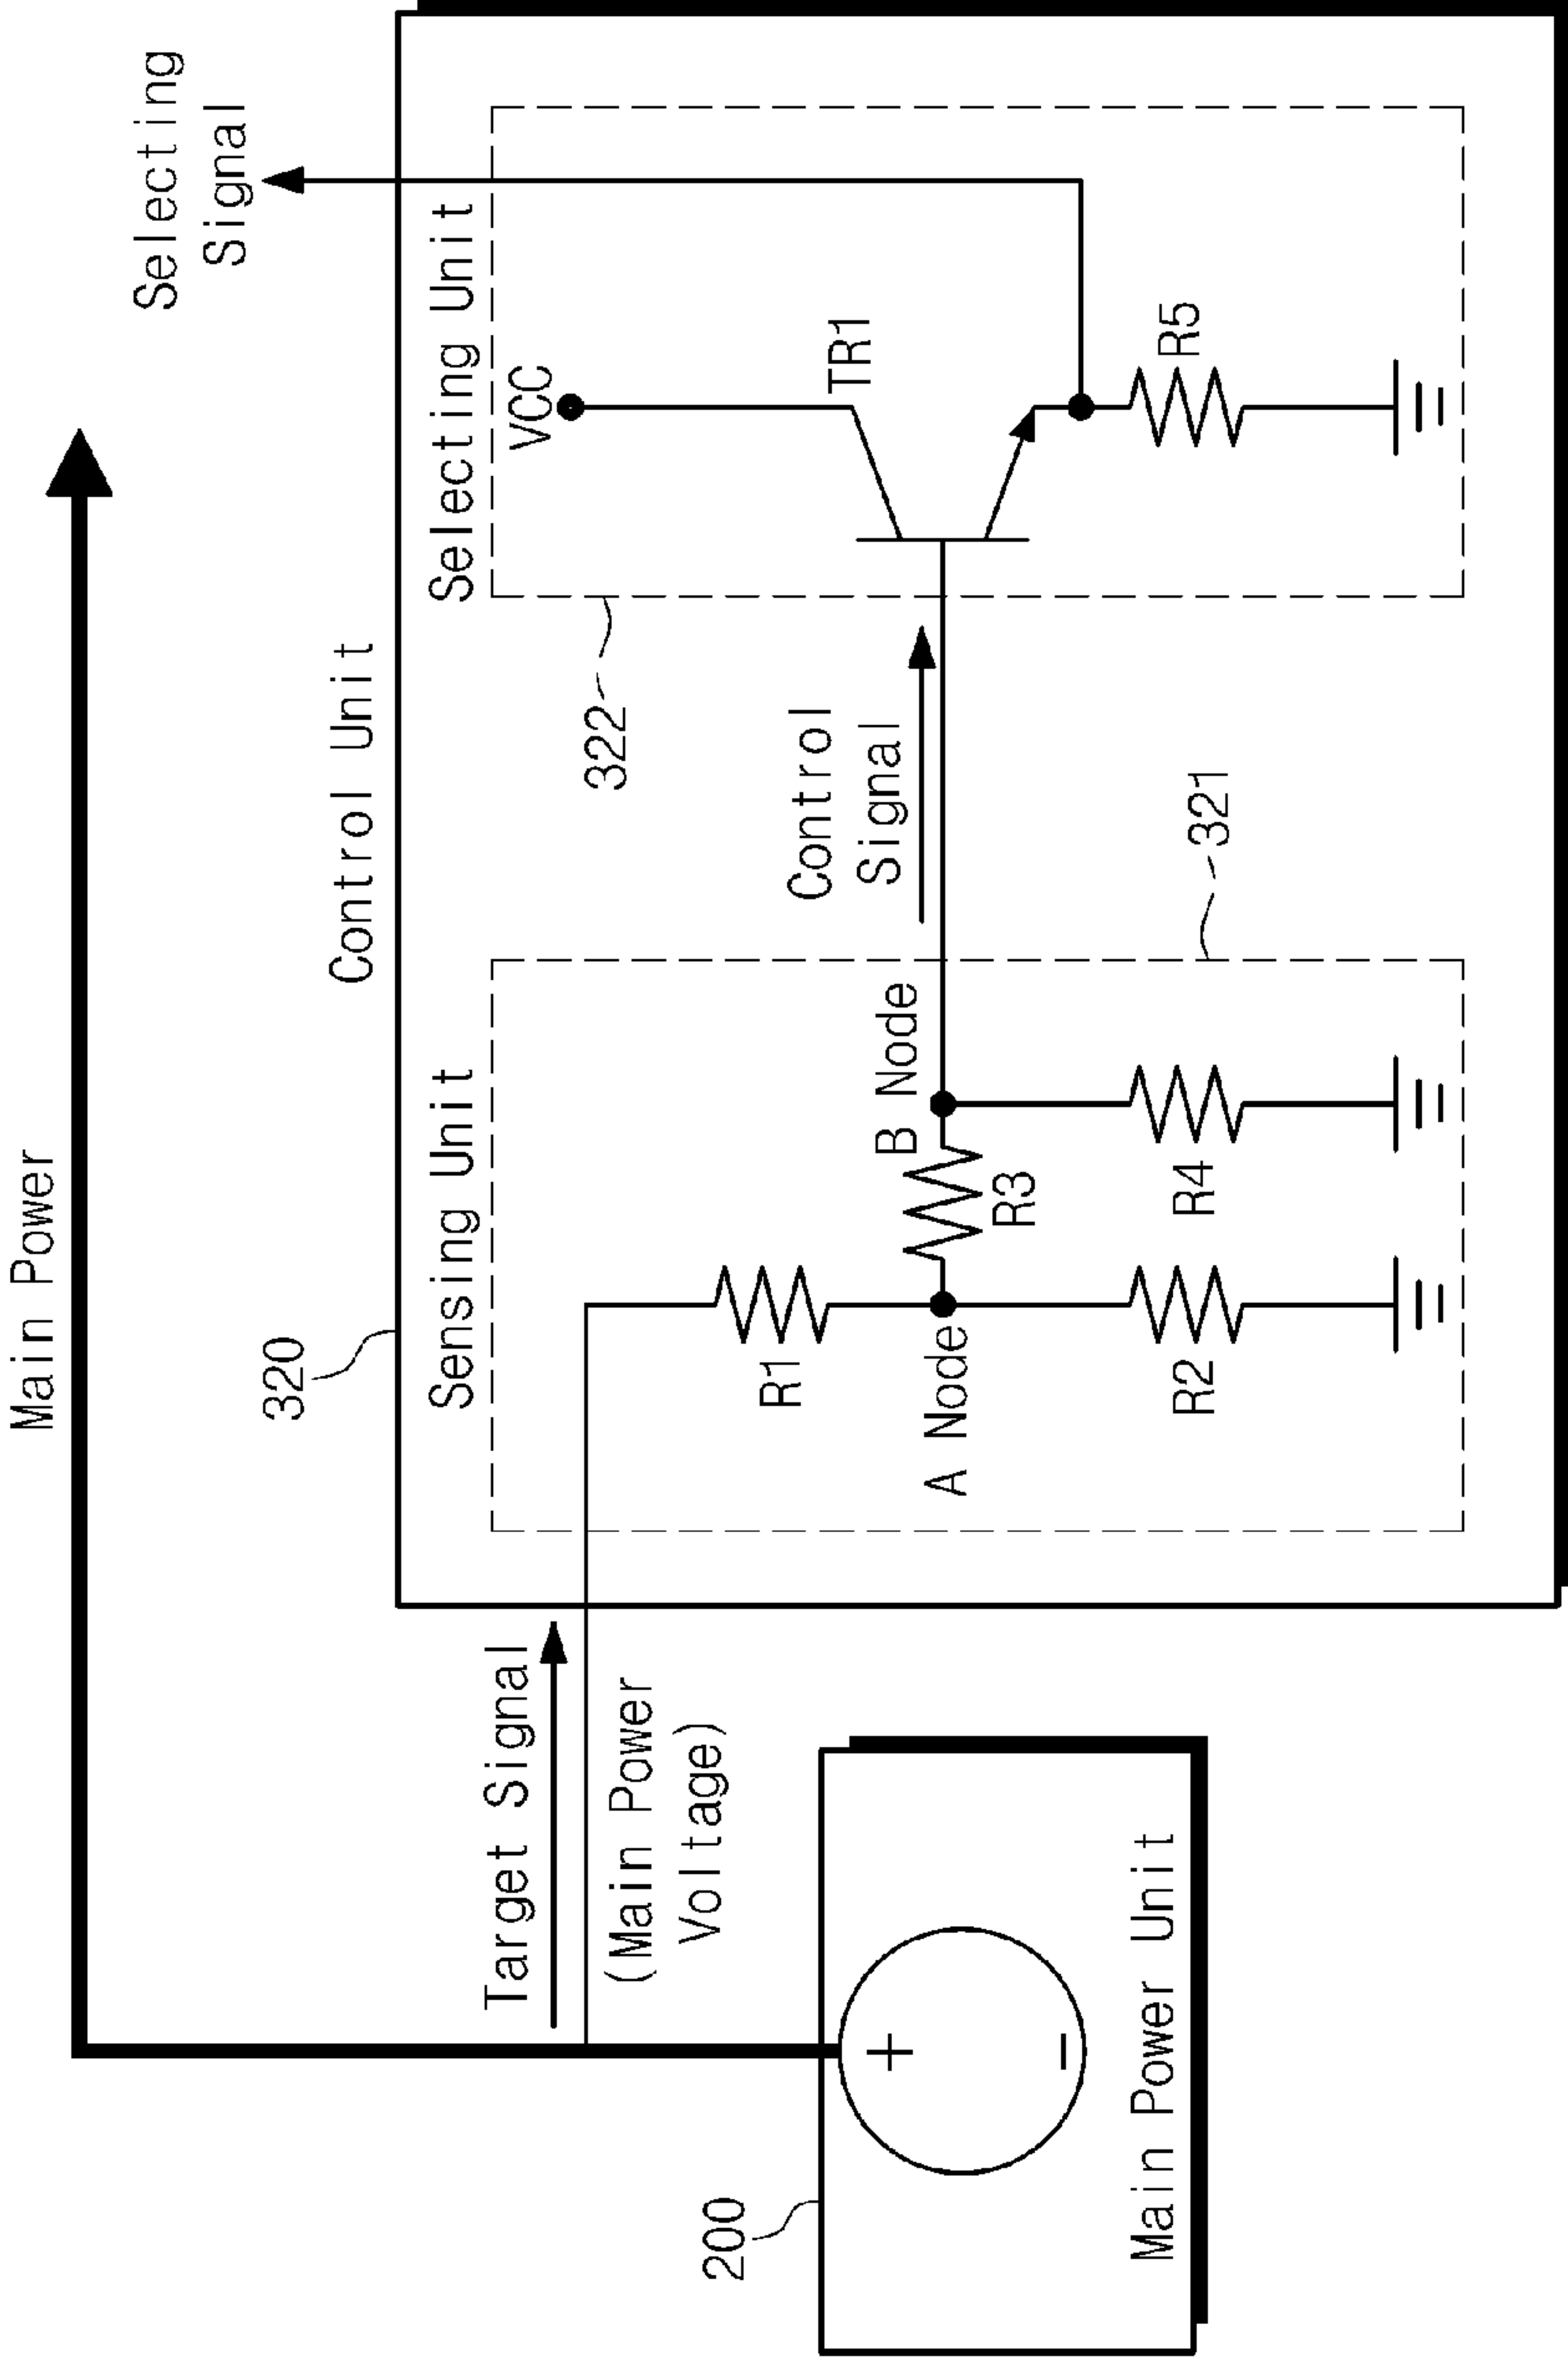 Main Power
Selecting
Signal
320
Control Unit
Sensing Unit
Selecting Unit
Target Signal
(Main Power
Voltage)
VCC
322
R1
TR1
Control
Signal
B Node
A Node
R3
R2
R4
321
R5
200
Main Power Unit